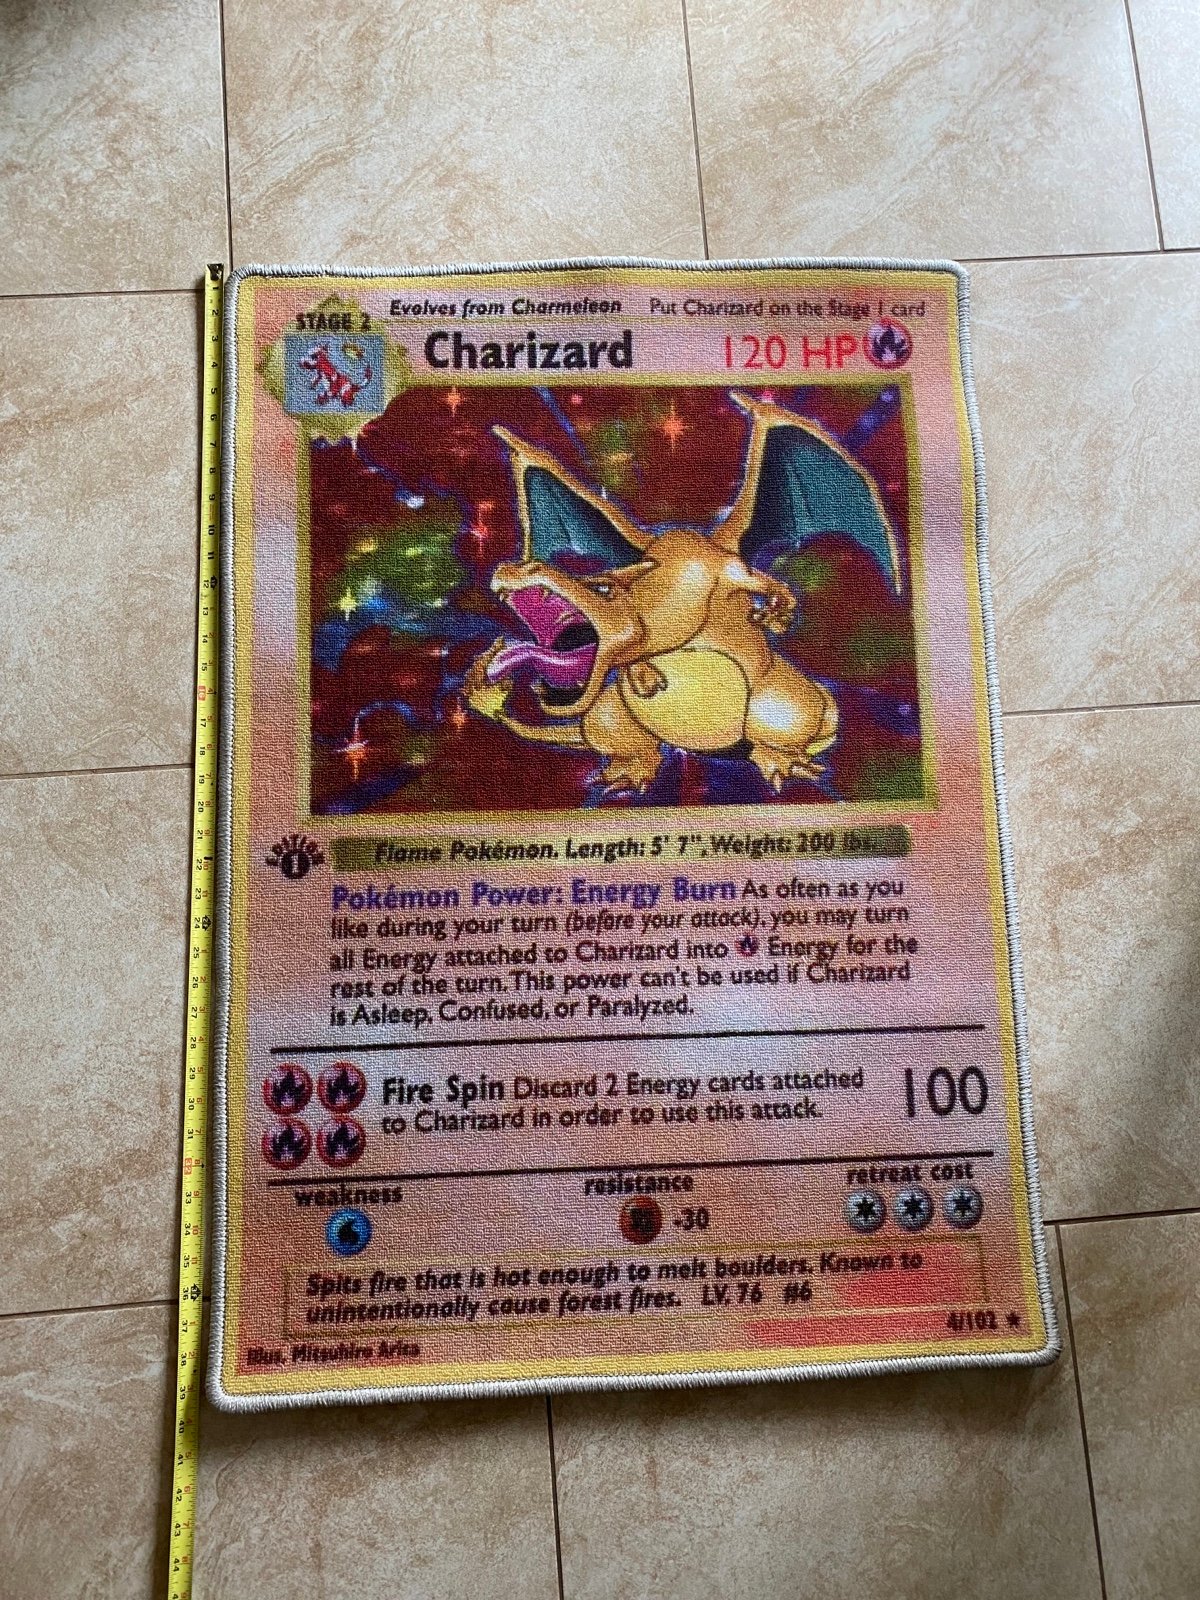 Evolves from Charmeleon Put Charizard on the Stage 1 card
STAGE 2
Charizard 120 HP
EDITION 1
Flame Pokémon. Length: 5' 7", Weight: 200 lbs.
Pokémon Power: Energy Burn As often as you
like during your turn (before your attack), you may turn
all Energy attached to Charizard into Energy for the
rest of the turn. This power can't be used if Charizard
is Asleep, Confused, or Paralyzed.
Fire Spin Discard 2 Energy cards attached 100
to Charizard in order to use this attack.
weakness resistance retreat cost
-30
Spits fire that is hot enough to melt boulders. Known to
unintentionally cause forest fires. LV. 76 #6
4/102 ★
Illus. Mitsuhiro Arita